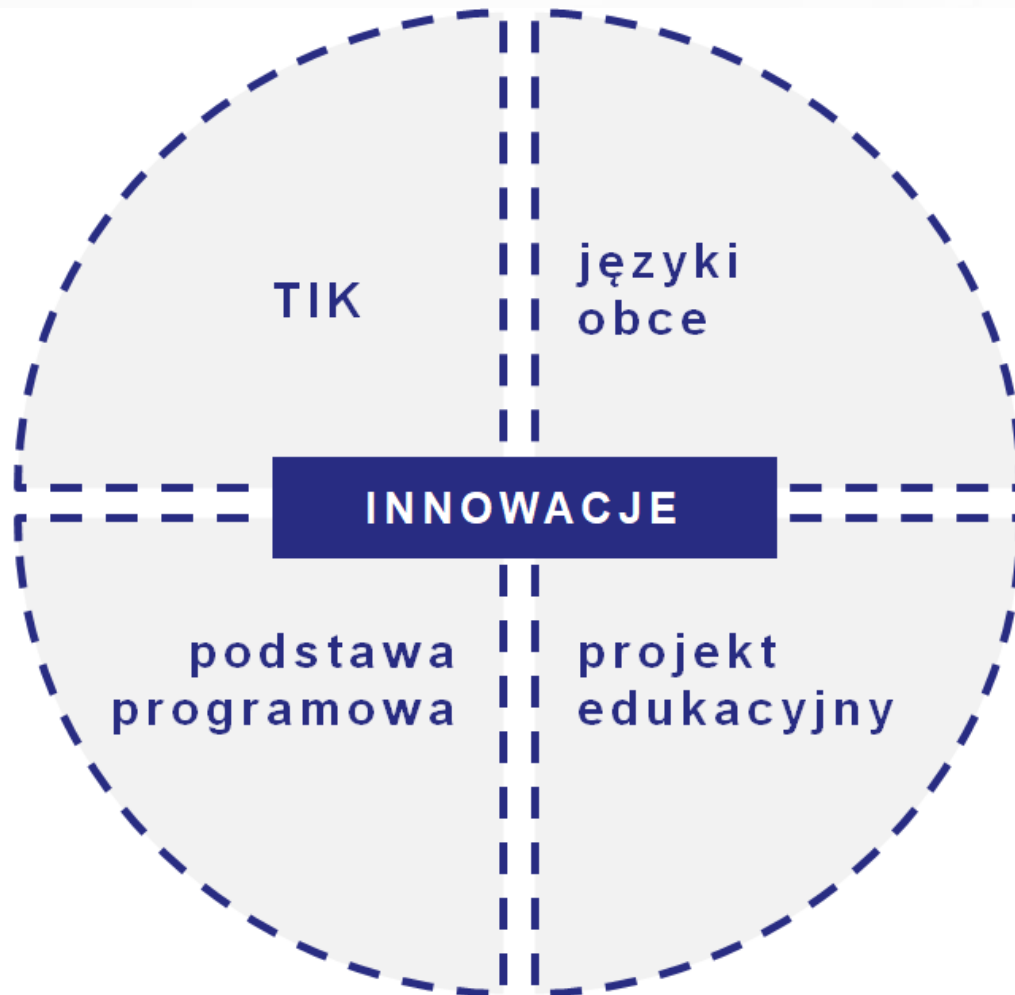 TIK
języki
obce
INNOWACJE
podstawa
programowa
projekt
edukacyjny